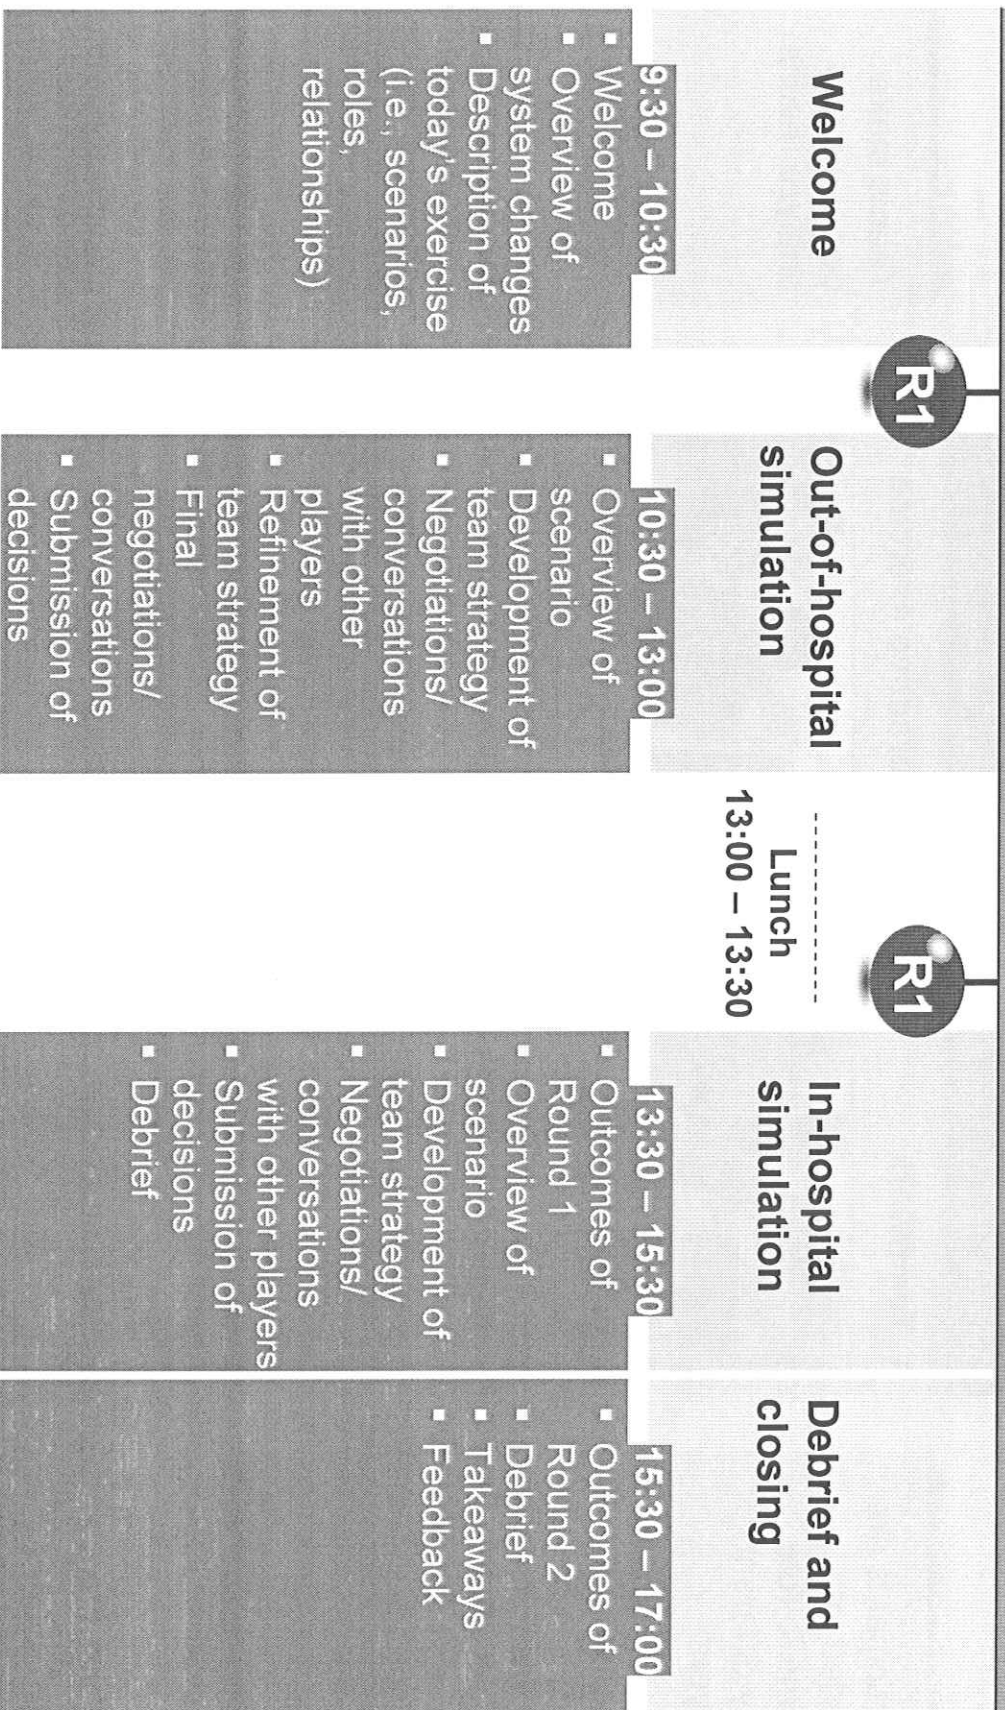 Welcome
9:30 – 10:30
▪ Welcome
▪ Overview of
system changes
▪ Description of
today's exercise
(i.e., scenarios,
roles,
relationships)
R1
Out-of-hospital
simulation
10:30 – 13:00
▪ Overview of
scenario
▪ Development of
team strategy
▪ Negotiations/
conversations
with other
players
▪ Refinement of
team strategy
▪ Final
negotiations/
conversations
▪ Submission of
decisions
Lunch
13:00 – 13:30
R1
In-hospital
simulation
13:30 – 15:30
▪ Outcomes of
Round 1
▪ Overview of
scenario
▪ Development of
team strategy
▪ Negotiations/
conversations
with other players
▪ Submission of
decisions
▪ Debrief
Debrief and
closing
15:30 – 17:00
▪ Outcomes of
Round 2
▪ Debrief
▪ Takeaways
▪ Feedback